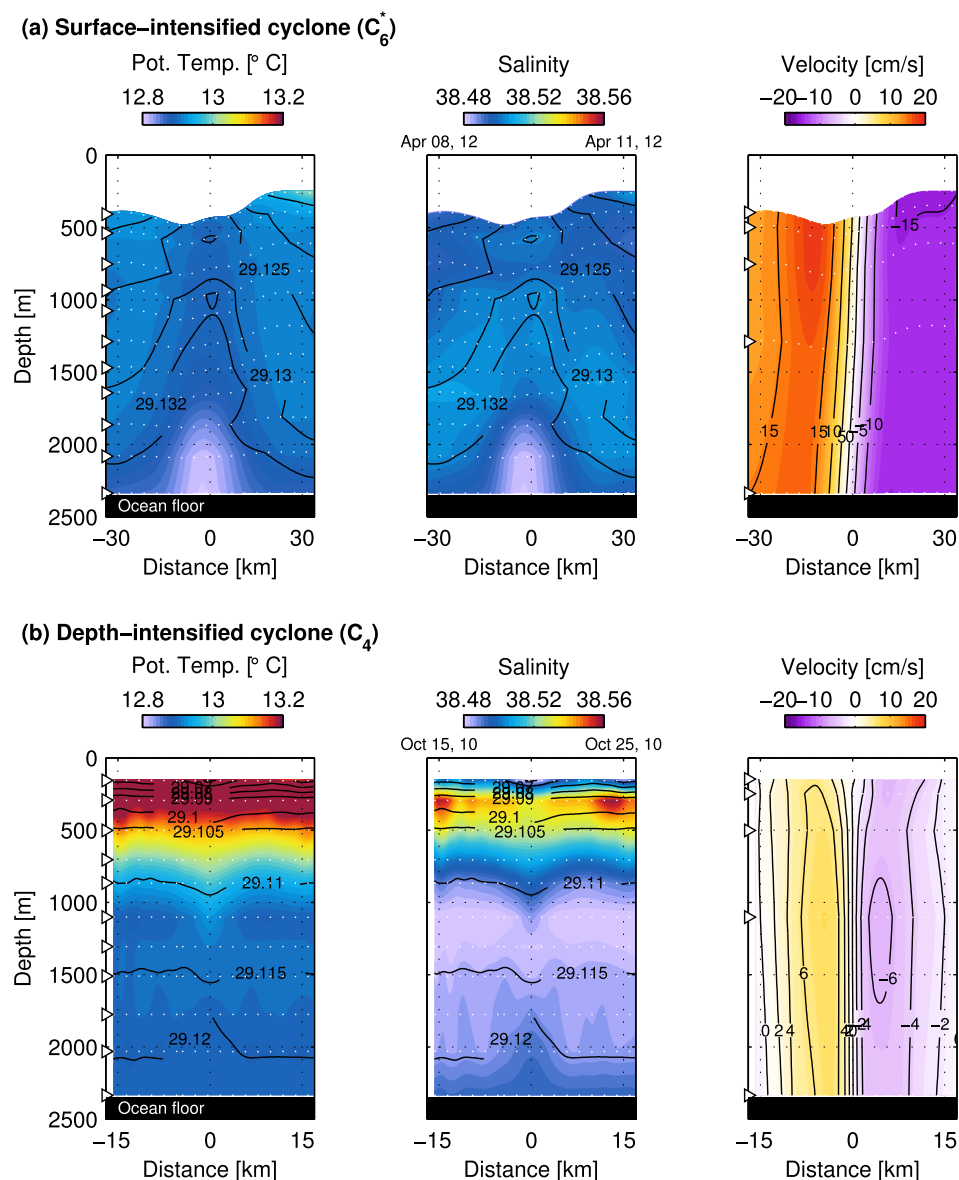 (a) Surface–intensified cyclone (C*6)
Pot. Temp. [° C]
Salinity
Velocity [cm/s]
12.8 13 13.2
38.48 38.52 38.56
−20 −10 0 10 20
Apr 08, 12
Apr 11, 12
0
500
1000
1500
2000
2500
Depth [m]
29.125
29.13
29.132
Ocean floor
29.125
29.13
29.132
−15
15
15
10
50
−5
−10
−30 0 30
−30 0 30
−30 0 30
Distance [km]
Distance [km]
Distance [km]
(b) Depth–intensified cyclone (C4)
Pot. Temp. [° C]
Salinity
Velocity [cm/s]
12.8 13 13.2
38.48 38.52 38.56
−20 −10 0 10 20
Oct 15, 10
Oct 25, 10
0
500
1000
1500
2000
2500
Depth [m]
29.09
29.1
29.105
29.11
29.115
29.12
Ocean floor
29.09
29.1
29.105
29.11
29.115
29.12
6
−6
0 2 4
−4
−2
−15 0 15
−15 0 15
−15 0 15
Distance [km]
Distance [km]
Distance [km]